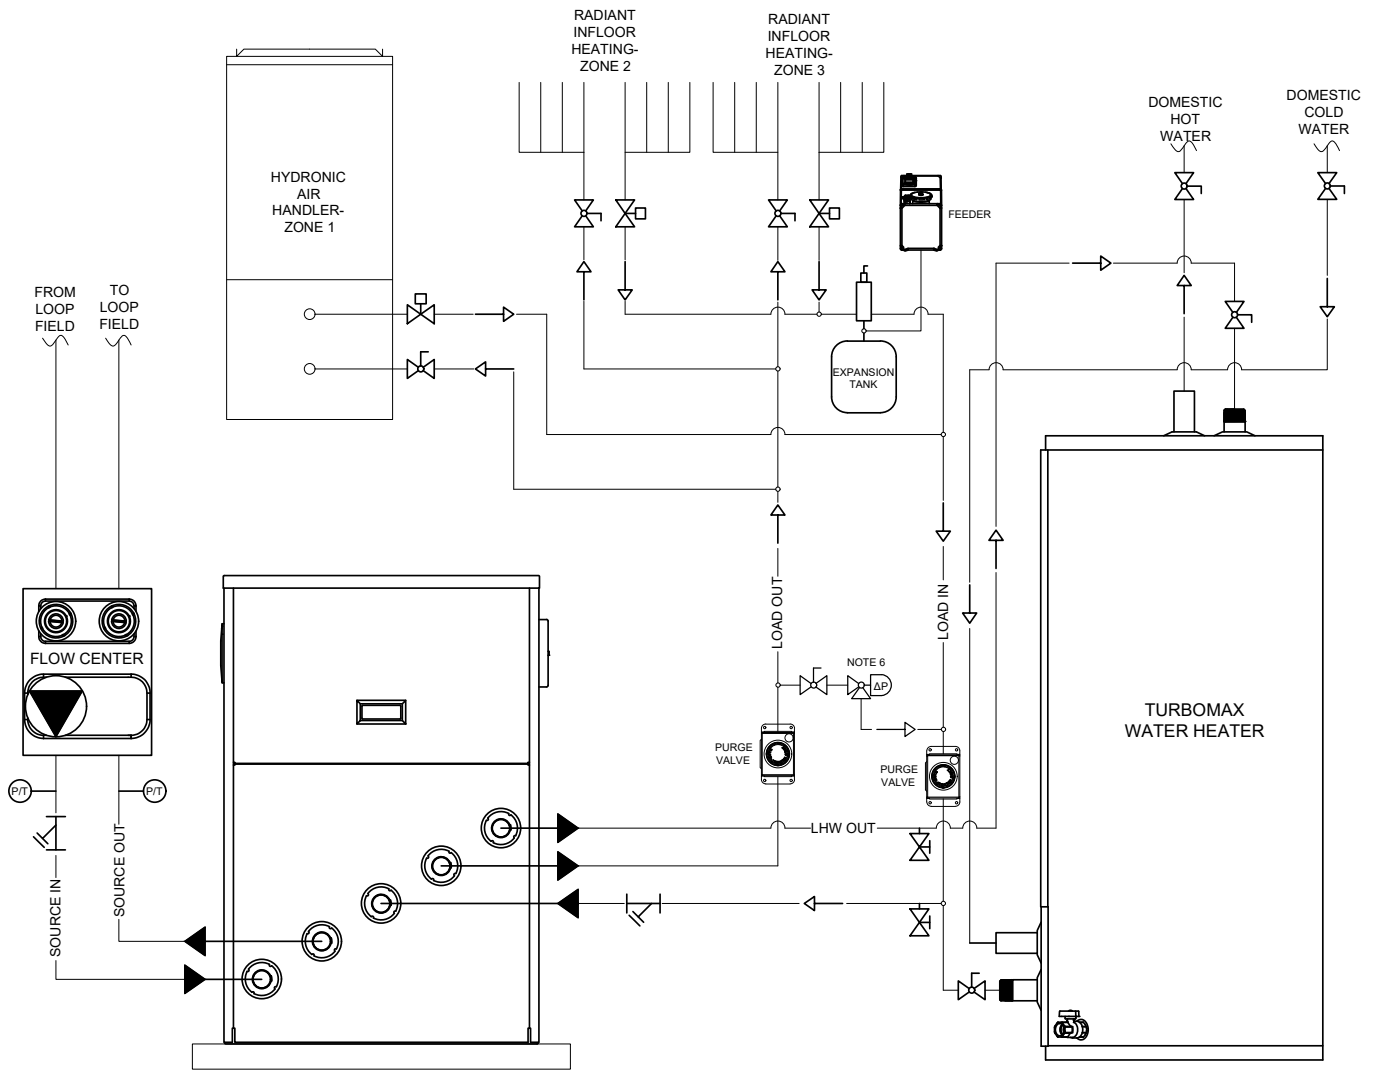 RADIANT
INFLOOR
HEATING-
ZONE 2
RADIANT
INFLOOR
HEATING-
ZONE 3
DOMESTIC
HOT
WATER
DOMESTIC
COLD
WATER
HYDRONIC
AIR
HANDLER-
ZONE 1
FEEDER
FROM
LOOP
FIELD
TO
LOOP
FIELD
EXPANSION
TANK
LOAD OUT
LOAD IN
FLOW CENTER
NOTE 6
ΔP
TURBOMAX
WATER HEATER
PURGE
VALVE
PURGE
VALVE
P/T
P/T
LHW OUT
SOURCE IN
SOURCE OUT